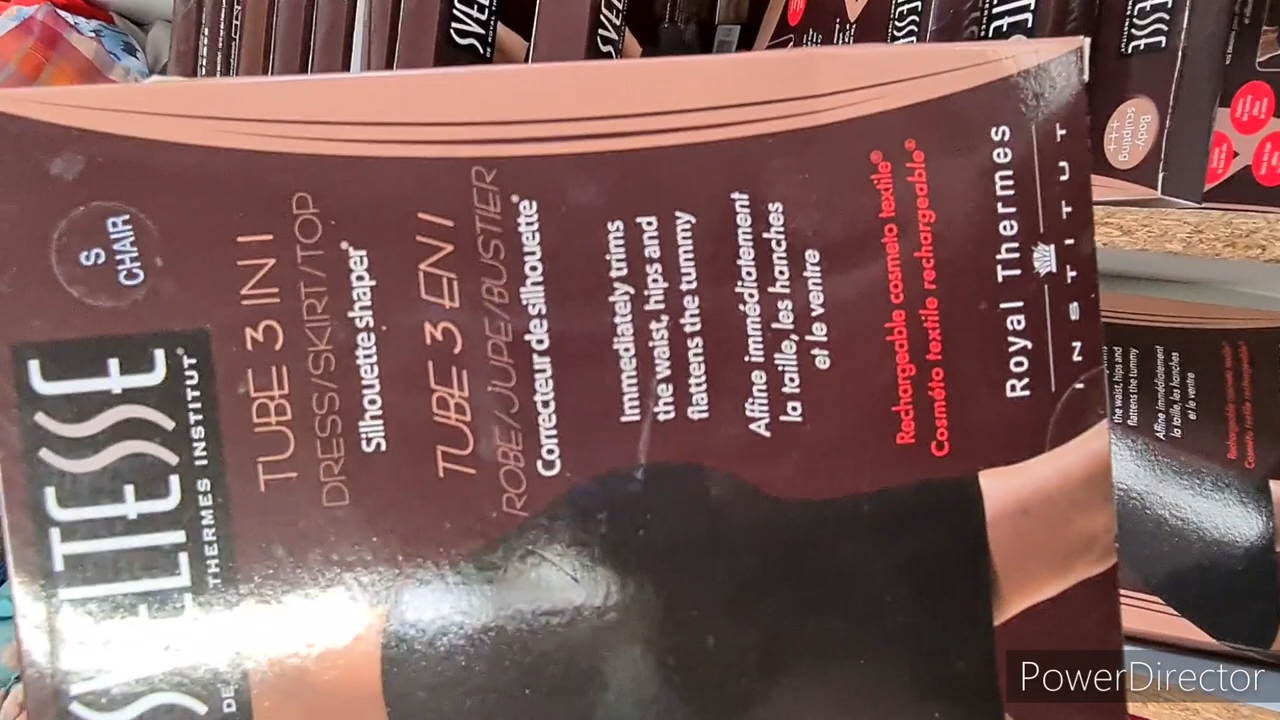 S
CHAIR
SVELTESSE
DE THERMES INSTITUT®
TUBE 3 IN 1
DRESS/SKIRT/TOP
Silhouette shaper*
TUBE 3 EN 1
ROBE/JUPE/BUSTIER
Correcteur de silhouette*
Immediately trims
the waist, hips and
flattens the tummy
Affine immédiatement
la taille, les hanches
et le ventre
Rechargeable cosmeto textile®
Cosméto textile rechargeable®
Royal Thermes
INSTITUT
Body-
sculpting
+++
the waist, hips and
flattens the tummy
Affine immédiatement
la taille, les hanches
et le ventre
PowerDirector